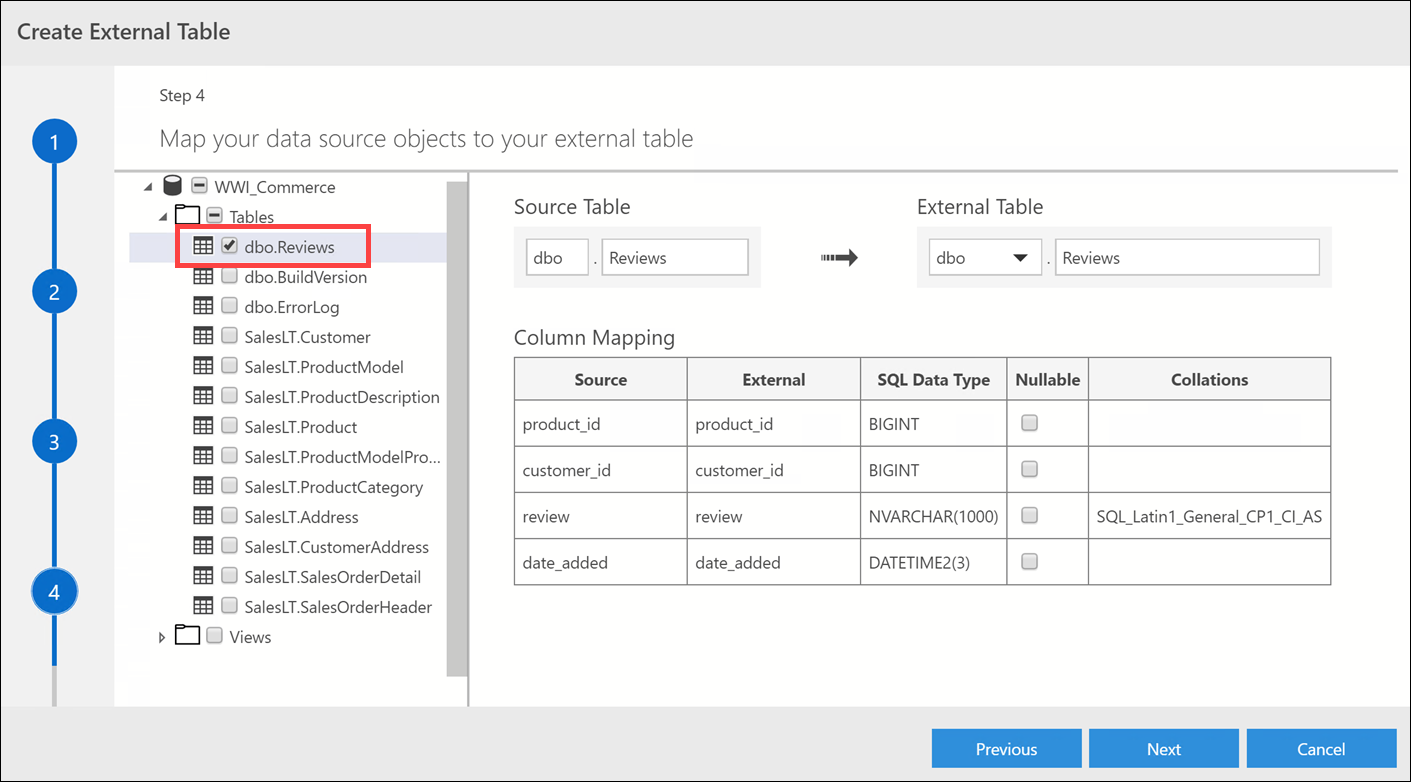 Create External Table
Step 4
Map your data source objects to your external table
1
2
3
4
WWI_Commerce
Tables
dbo.Reviews
dbo.BuildVersion
dbo.ErrorLog
SalesLT.Customer
SalesLT.ProductModel
SalesLT.ProductDescription
SalesLT.Product
SalesLT.ProductModelPro...
SalesLT.ProductCategory
SalesLT.Address
SalesLT.CustomerAddress
SalesLT.SalesOrderDetail
SalesLT.SalesOrderHeader
Views
Source Table External Table
dbo . Reviews dbo . Reviews
Column Mapping
Source External SQL Data Type Nullable Collations
product_id product_id BIGINT
customer_id customer_id BIGINT
review review NVARCHAR(1000) SQL_Latin1_General_CP1_CI_AS
date_added date_added DATETIME2(3)
Previous Next Cancel